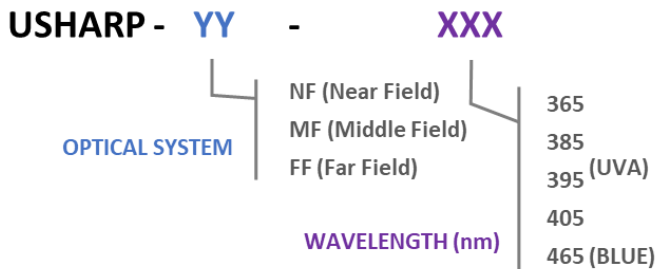 USHARP - YY - XXX
NF (Near Field)
MF (Middle Field)
FF (Far Field)
OPTICAL SYSTEM
365
385
395 (UVA)
405
465 (BLUE)
WAVELENGTH (nm)